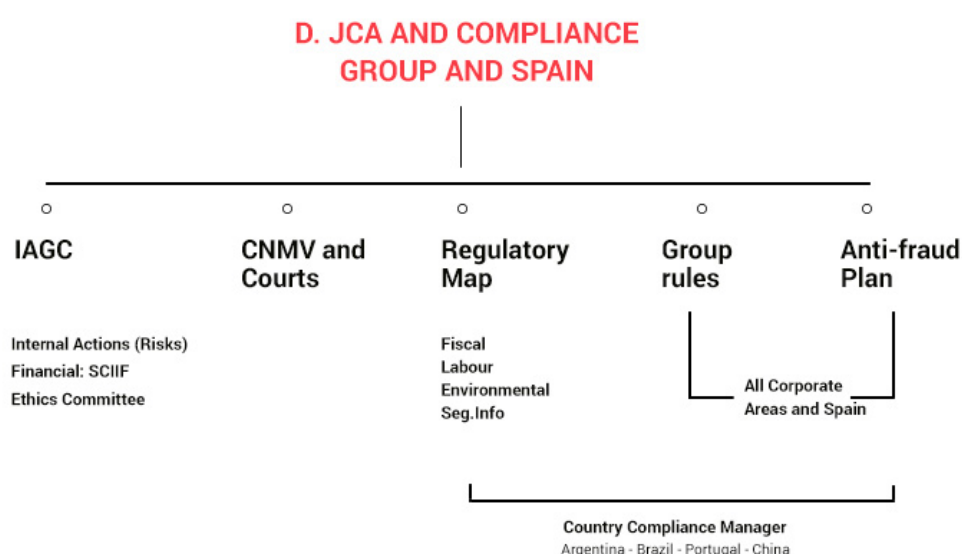 D. JCA AND COMPLIANCE
GROUP AND SPAIN
IAGC
CNMV and
Courts
Regulatory
Map
Group
rules
Anti-fraud
Plan
Internal Actions (Risks)
Financial: SCIIF
Ethics Committee
Fiscal
Labour
Environmental
Seg.Info
All Corporate
Areas and Spain
Country Compliance Manager
Argentina - Brazil - Portugal - China